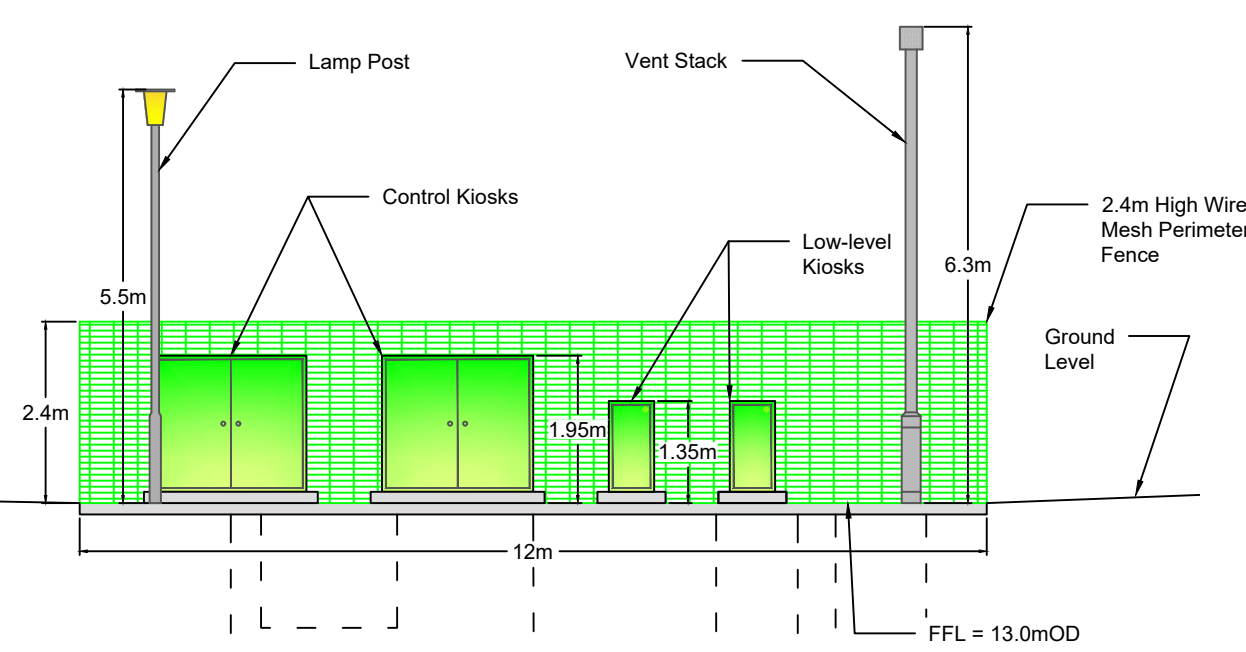 Lamp Post
Vent Stack
Control Kiosks
2.4m High Wire
Mesh Perimeter
Fence
Low-level
Kiosks
6.3m
5.5m
Ground
Level
2.4m
1.95m
1.35m
12m
FFL = 13.0mOD